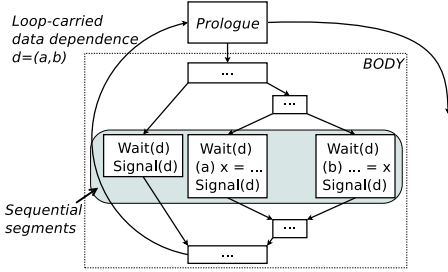 Loop-carried
data dependence
d=(a,b)
Prologue
BODY
...
...
Wait(d)
Signal(d)
Wait(d)
(a) x = ...
Signal(d)
Wait(d)
(b) ... = x
Signal(d)
Sequential
segments
...
...